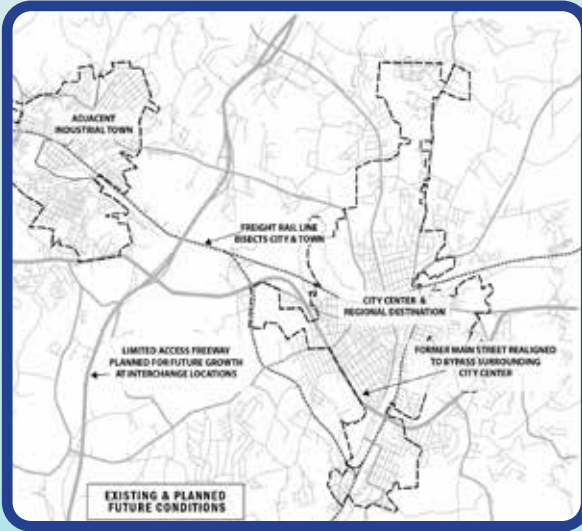 ADJACENT
INDUSTRIAL TOWN
FREIGHT RAIL LINE
BISECTS CITY & TOWN
CITY CENTER &
REGIONAL DESTINATION
LIMITED ACCESS FREEWAY
PLANNED FOR FUTURE GROWTH
AT INTERCHANGE LOCATIONS
FORMER MAIN STREET REALIGNED
TO BYPASS SURROUNDING
CITY CENTER
EXISTING & PLANNED
FUTURE CONDITIONS